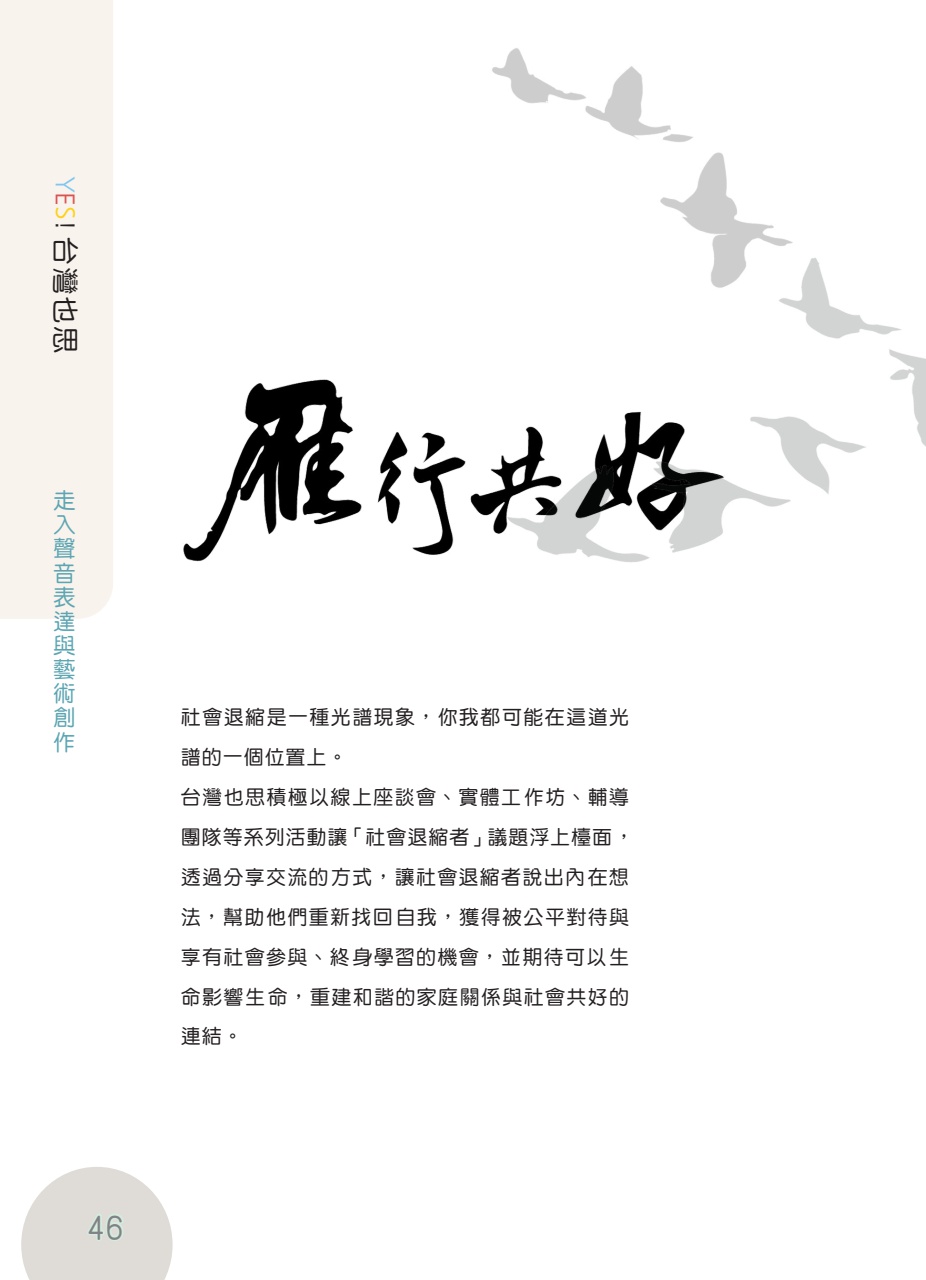 YES! 台灣也思
走入聲音表達與藝術創作
雁行共好
社會退縮是一種光譜現象，你我都可能在這道光
譜的一個位置上。
台灣也思積極以線上座談會、實體工作坊、輔導
團隊等系列活動讓「社會退縮者」議題浮上檯面，
透過分享交流的方式，讓社會退縮者說出內在想
法，幫助他們重新找回自我，獲得被公平對待與
享有社會參與、終身學習的機會，並期待可以生
命影響生命，重建和諧的家庭關係與社會共好的
連結。
46